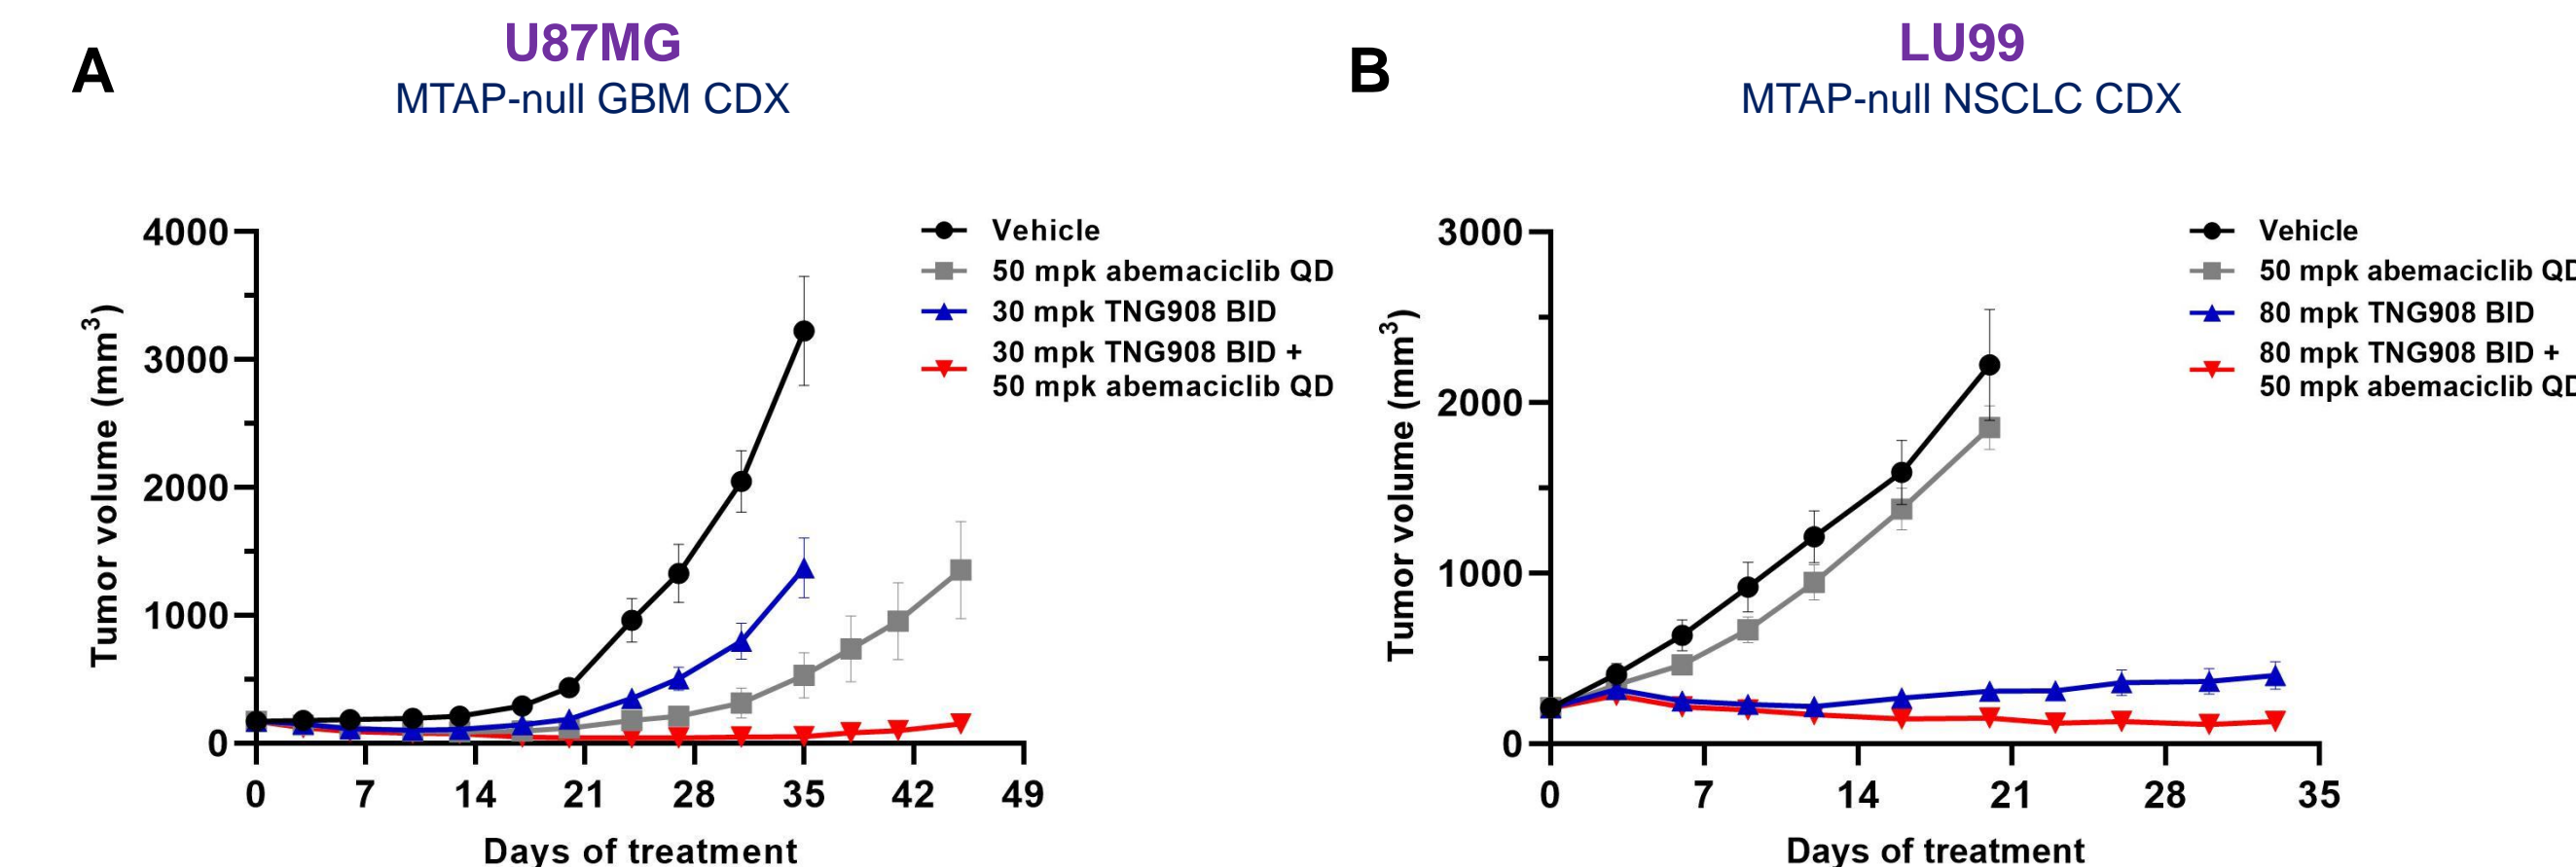 A
U87MG
MTAP-null GBM CDX
4000
3000
2000
1000
0
Tumor volume (mm³)
0 7 14 21 28 35 42 49
Days of treatment
Vehicle
50 mpk abemaciclib QD
30 mpk TNG908 BID
30 mpk TNG908 BID +
50 mpk abemaciclib QD
B
LU99
MTAP-null NSCLC CDX
3000
2000
1000
0
Tumor volume (mm³)
0 7 14 21 28 35
Days of treatment
Vehicle
50 mpk abemaciclib QD
80 mpk TNG908 BID
80 mpk TNG908 BID +
50 mpk abemaciclib QD